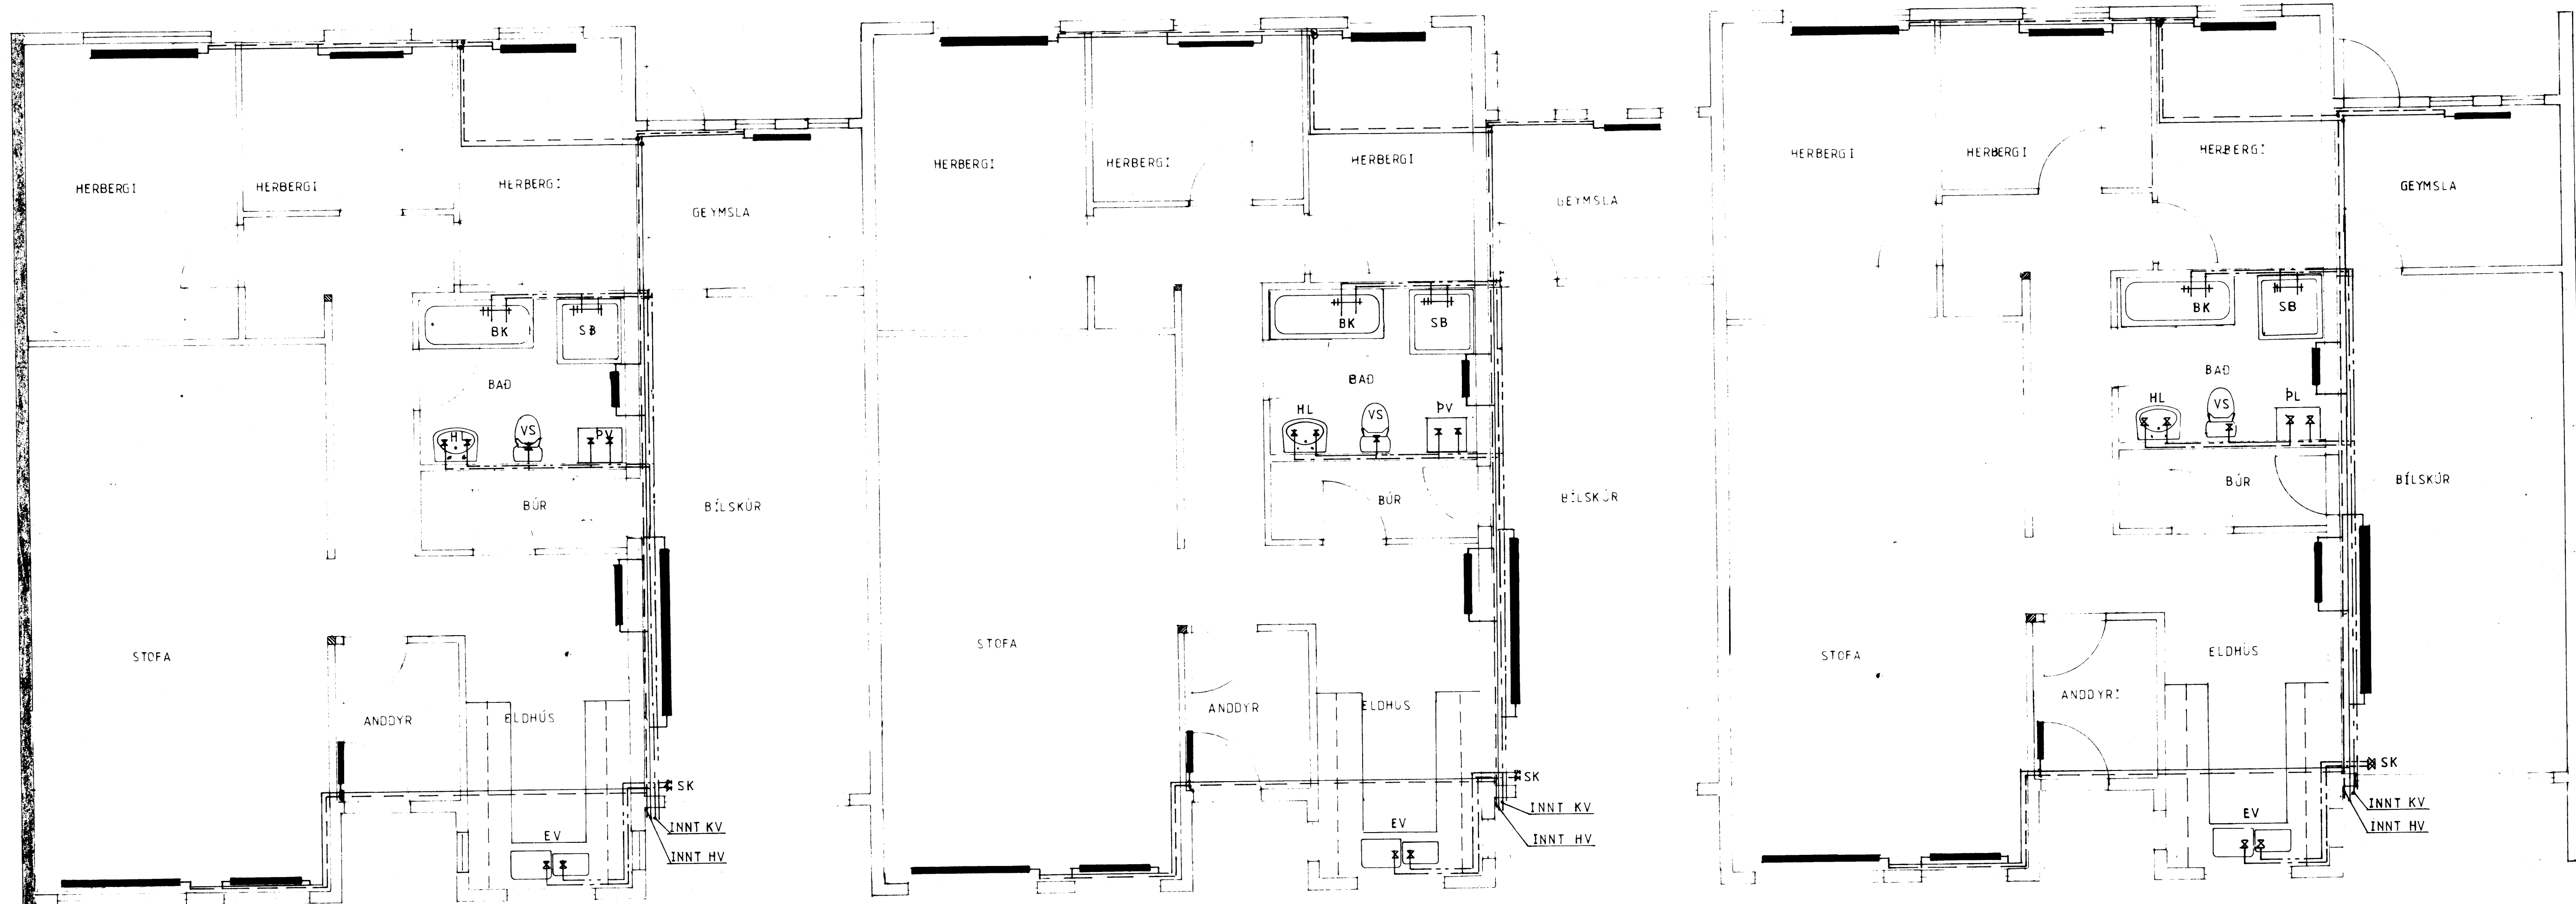 HERBERGI
HERBERGI
HERBERGI
GEYMSLA
BK
SB
BAÐ
HL
VS
ÞV
BÚR
BÍLSKÚR
STOFA
ANDDYR
ELDHÚS
SK
EV
INNT KV
INNT HV
HERBERGI
HERBERGI
HERBERGI
GEYMSLA
BK
SB
BAÐ
HL
VS
ÞV
BÚR
BÍLSKÚR
STOFA
ANDDYR
ELDHÚS
SK
EV
INNT KV
INNT HV
HERBERGI
HERBERGI
HERBERGI
GEYMSLA
BK
SB
BAÐ
HL
VS
ÞL
BÚR
BÍLSKÚR
STOFA
ANDDYRI
ELDHÚS
SK
EV
INNT KV
INNT HV